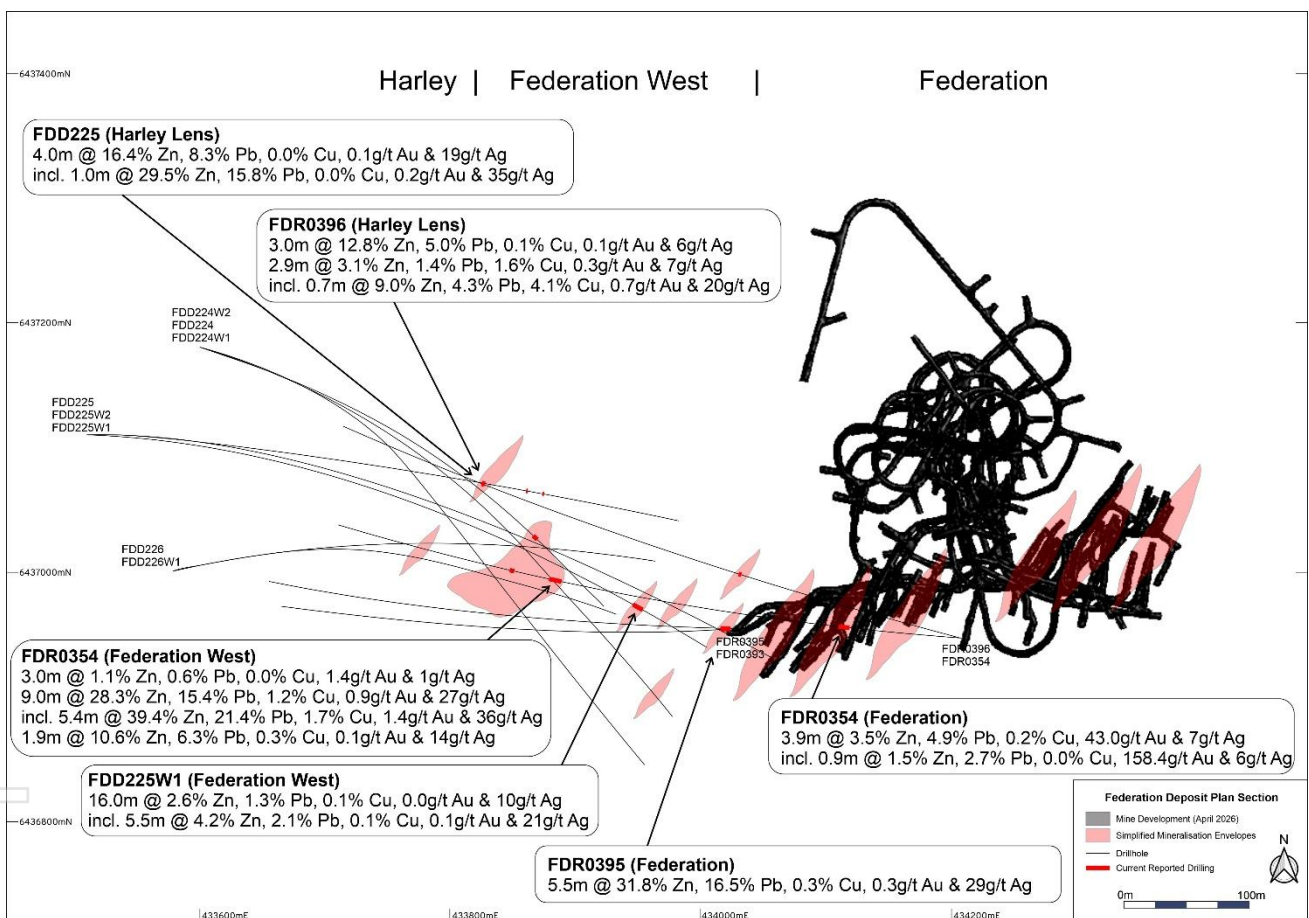 Harley | Federation West | Federation
6437400mN
FDD225 (Harley Lens)
4.0m @ 16.4% Zn, 8.3% Pb, 0.0% Cu, 0.1g/t Au & 19g/t Ag
incl. 1.0m @ 29.5% Zn, 15.8% Pb, 0.0% Cu, 0.2g/t Au & 35g/t Ag
FDR0396 (Harley Lens)
3.0m @ 12.8% Zn, 5.0% Pb, 0.1% Cu, 0.1g/t Au & 6g/t Ag
2.9m @ 3.1% Zn, 1.4% Pb, 1.6% Cu, 0.3g/t Au & 7g/t Ag
incl. 0.7m @ 9.0% Zn, 4.3% Pb, 4.1% Cu, 0.7g/t Au & 20g/t Ag
6437200mN
FDD224W2
FDD224
FDD224W1
FDD225
FDD225W2
FDD225W1
FDD226
FDD226W1
6437000mN
FDR0395
FDR0393
FDR0396
FDR0354
FDR0354 (Federation West)
3.0m @ 1.1% Zn, 0.6% Pb, 0.0% Cu, 1.4g/t Au & 1g/t Ag
9.0m @ 28.3% Zn, 15.4% Pb, 1.2% Cu, 0.9g/t Au & 27g/t Ag
incl. 5.4m @ 39.4% Zn, 21.4% Pb, 1.7% Cu, 1.4g/t Au & 36g/t Ag
1.9m @ 10.6% Zn, 6.3% Pb, 0.3% Cu, 0.1g/t Au & 14g/t Ag
FDR0354 (Federation)
3.9m @ 3.5% Zn, 4.9% Pb, 0.2% Cu, 43.0g/t Au & 7g/t Ag
incl. 0.9m @ 1.5% Zn, 2.7% Pb, 0.0% Cu, 158.4g/t Au & 6g/t Ag
FDD225W1 (Federation West)
16.0m @ 2.6% Zn, 1.3% Pb, 0.1% Cu, 0.0g/t Au & 10g/t Ag
incl. 5.5m @ 4.2% Zn, 2.1% Pb, 0.1% Cu, 0.1g/t Au & 21g/t Ag
6436800mN
FDR0395 (Federation)
5.5m @ 31.8% Zn, 16.5% Pb, 0.3% Cu, 0.3g/t Au & 29g/t Ag
Federation Deposit Plan Section
Mine Development (April 2026)
Simplified Mineralisation Envelopes
Drillhole
Current Reported Drilling
N
0m 100m
433600mE 433800mE 434000mE 434200mE